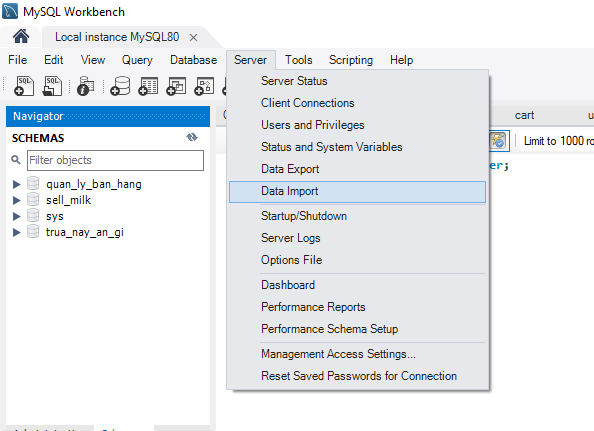 MySQL Workbench
Local instance MySQL80
File Edit View Query Database Server Tools Scripting Help
SQL SQL
Navigator
SCHEMAS
Filter objects
quan_ly_ban_hang
sell_milk
sys
trua_nay_an_gi
Server Status
Client Connections
Users and Privileges
Status and System Variables
Data Export
Data Import
Startup/Shutdown
Server Logs
Options File
Dashboard
Performance Reports
Performance Schema Setup
Management Access Settings...
Reset Saved Passwords for Connection
cart
Limit to 1000 ro
er;